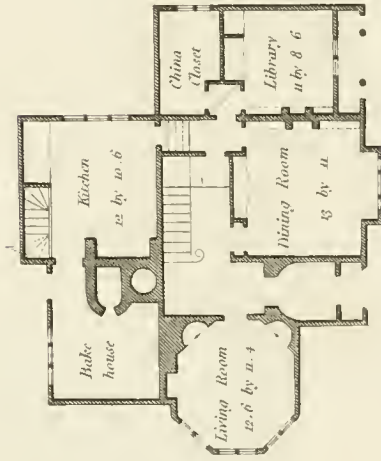 China
Closet
Library
11 by 8 6
Kitchen
12 by 10.6
Dining Room
15 by 11
Bake
house
Living Room
12.6 by 11.4